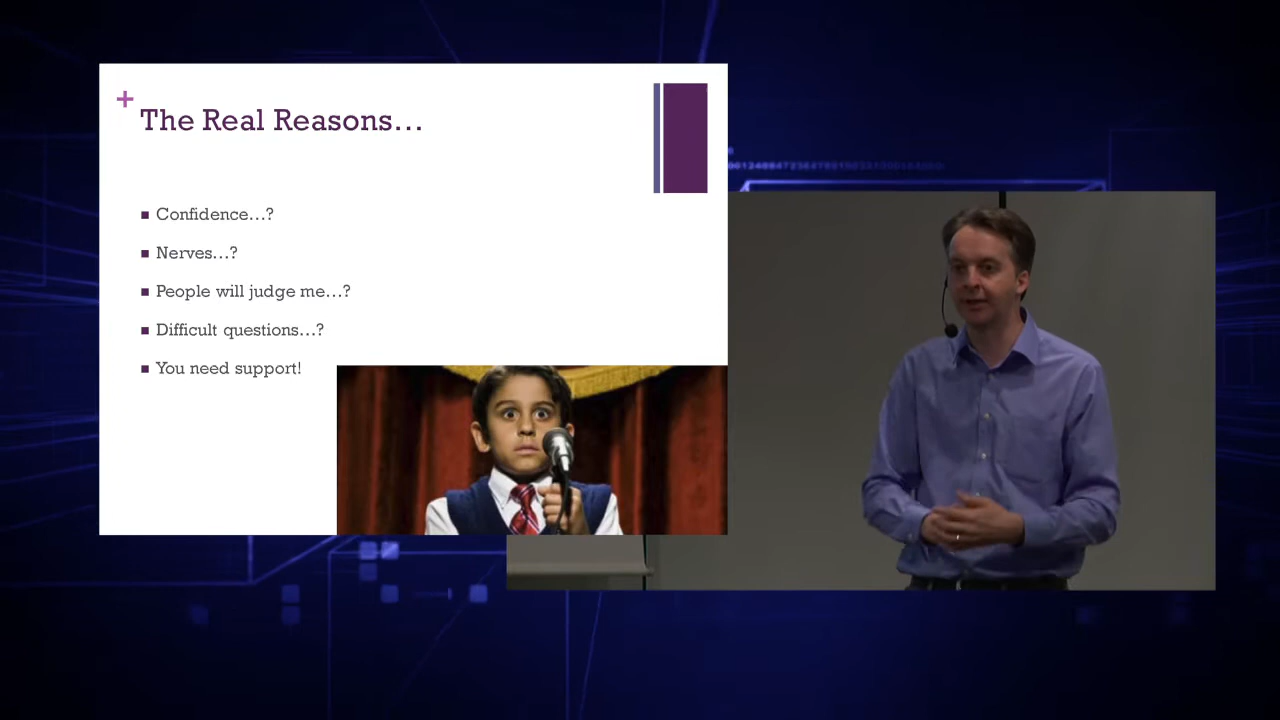 The Real Reasons…
Confidence…?
Nerves…?
People will judge me…?
Difficult questions…?
You need support!